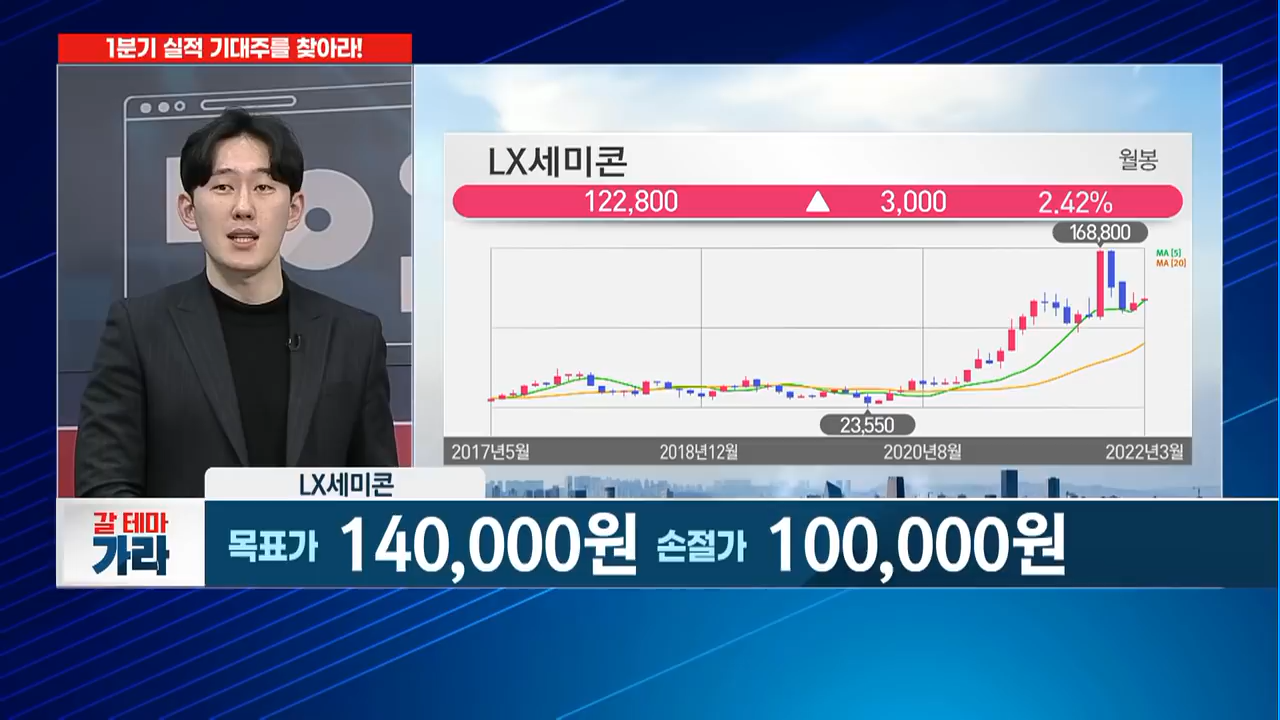 1분기 실적 기대주를 찾아라!
LX세미콘
월봉
122,800 ▲ 3,000 2.42%
168,800
MA [5]
MA [20]
23,550
2017년5월 2018년12월 2020년8월 2022년3월
LX세미콘
갈 테마
가라
목표가 140,000원 손절가 100,000원